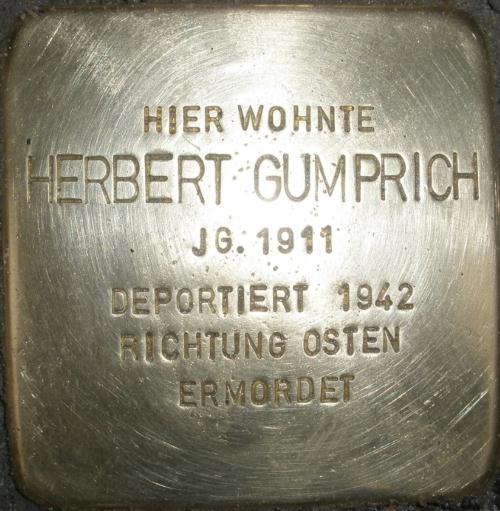 HIER WOHNTE
HERBERT GUMPRICH
JG. 1911
DEPORTIERT 1942
RICHTUNG OSTEN
ERMORDET